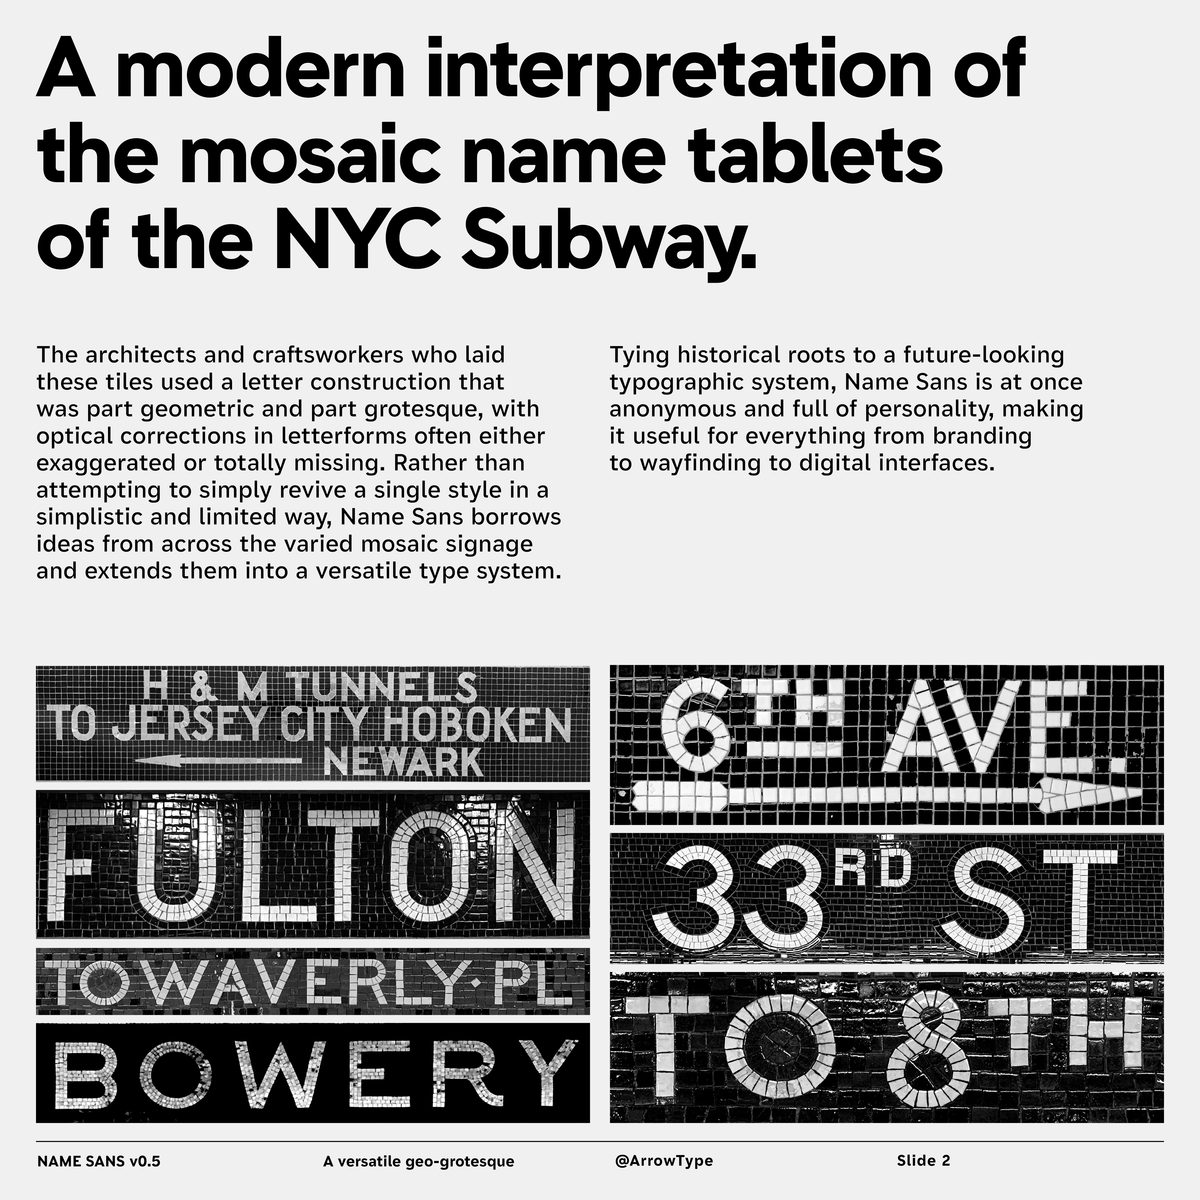 A modern interpretation of
the mosaic name tablets
of the NYC Subway.
The architects and craftsworkers who laid
these tiles used a letter construction that
was part geometric and part grotesque, with
optical corrections in letterforms often either
exaggerated or totally missing. Rather than
attempting to simply revive a single style in a
simplistic and limited way, Name Sans borrows
ideas from across the varied mosaic signage
and extends them into a versatile type system.
Tying historical roots to a future-looking
typographic system, Name Sans is at once
anonymous and full of personality, making
it useful for everything from branding
to wayfinding to digital interfaces.
H & M TUNNELS
TO JERSEY CITY HOBOKEN
NEWARK
FULTON
TO WAVERLY·PL
BOWERY
6TH AVE.
33RD ST
TO 8TH
NAME SANS v0.5
A versatile geo-grotesque
@ArrowType
Slide 2